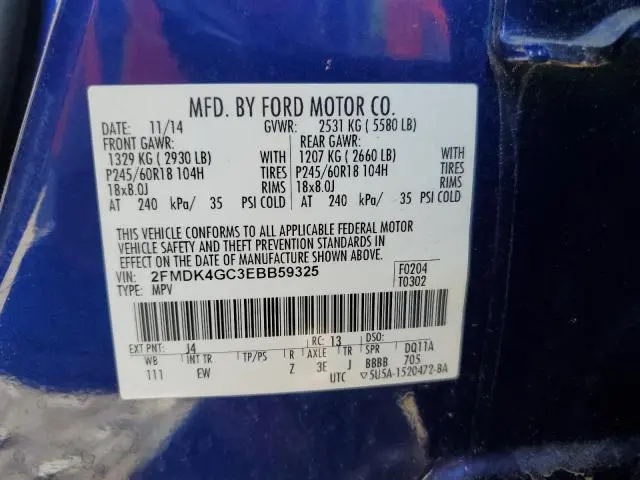 MFD. BY FORD MOTOR CO.
DATE: 11/14 GVWR: 2531 KG ( 5580 LB)
FRONT GAWR: REAR GAWR:
1329 KG ( 2930 LB) WITH 1207 KG ( 2660 LB) WITH
P245/60R18 104H TIRES P245/60R18 104H TIRES
18x8.0J RIMS 18x8.0J RIMS
AT 240 kPa/ 35 PSI COLD AT 240 kPa/ 35 PSI COLD
THIS VEHICLE CONFORMS TO ALL APPLICABLE FEDERAL MOTOR
VEHICLE SAFETY AND THEFT PREVENTION STANDARDS IN
EFFECT ON THE DATE OF MANUFACTURE SHOWN ABOVE.
VIN: 2FMDK4GC3EBB59325 F0204
TYPE: MPV T0302
EXT PNT: J4 RC: 13 DSO:
WB INT TR TP/PS R AXLE TR SPR DQ11A
111 EW Z 3E J BBBB 705
UTC 5U5A-1520472-BA